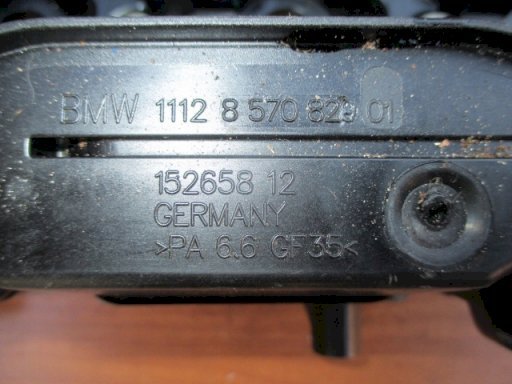 BMW 1112 8 570 829 01
152658 12
GERMANY
>PA 6.6 GF35<